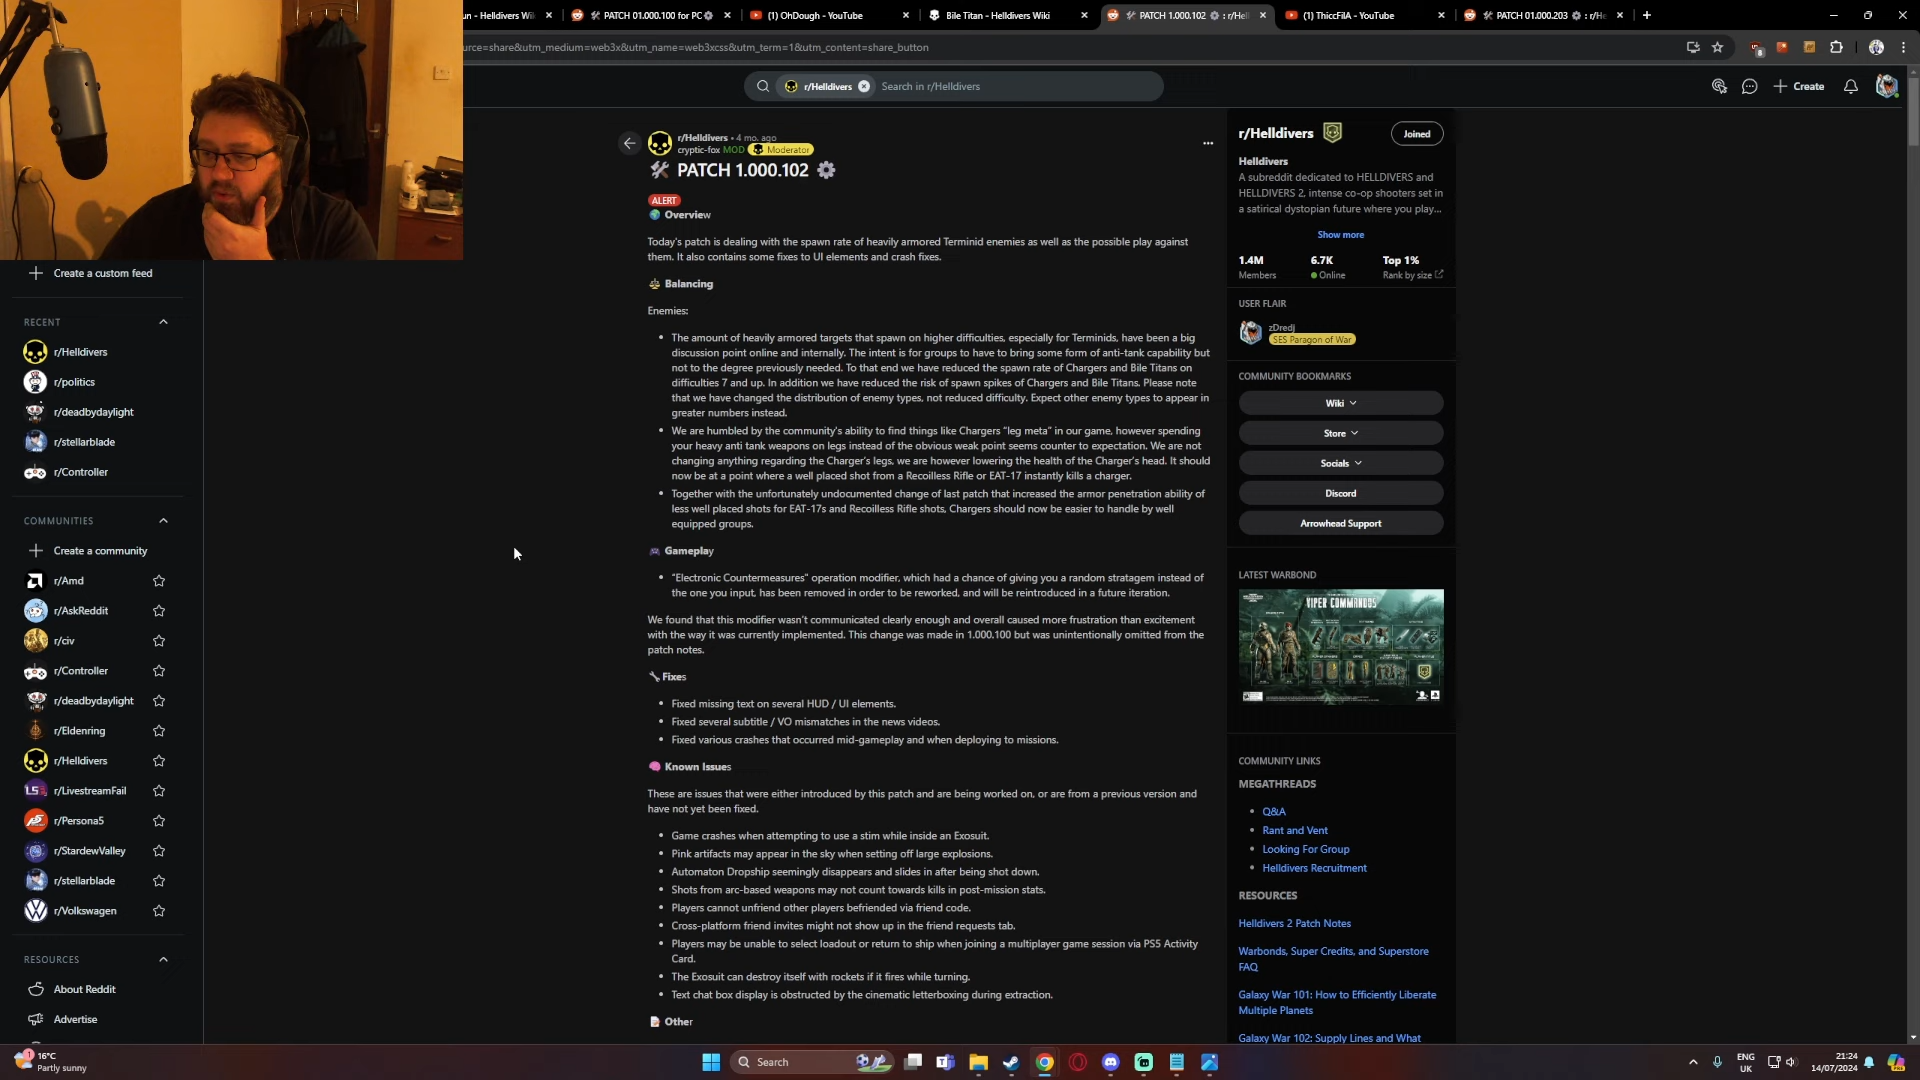 un - Helldivers Wi
PATCH 01.000.100 for PC
(1) OhDough - YouTube
Bile Titan - Helldivers Wiki
PATCH 1.000.102 : r/Hell
(1) ThiccFilA - YouTube
PATCH 01.000.203 : r/He
urce=share&utm_medium=web3x&utm_name=web3xcss&utm_term=1&utm_content=share_button
r/Helldivers
Search in r/Helldivers
Create
Create a custom feed
RECENT
r/Helldivers
r/politics
r/deadbydaylight
r/stellarblade
r/Controller
COMMUNITIES
Create a community
r/Amd
r/AskReddit
r/civ
r/Controller
r/deadbydaylight
r/Eldenring
r/Helldivers
r/LivestreamFail
r/Persona5
r/StardewValley
r/stellarblade
r/Volkswagen
RESOURCES
About Reddit
Advertise
r/Helldivers • 4 mo. ago
cryptic-fox MOD Moderator
PATCH 1.000.102
ALERT
Overview
Today's patch is dealing with the spawn rate of heavily armored Terminid enemies as well as the possible play against
them. It also contains some fixes to UI elements and crash fixes.
Balancing
Enemies:
• The amount of heavily armored targets that spawn on higher difficulties, especially for Terminids, have been a big
discussion point online and internally. The intent is for groups to have to bring some form of anti-tank capability but
not to the degree previously needed. To that end we have reduced the spawn rate of Chargers and Bile Titans on
difficulties 7 and up. In addition we have reduced the risk of spawn spikes of Chargers and Bile Titans. Please note
that we have changed the distribution of enemy types, not reduced difficulty. Expect other enemy types to appear in
greater numbers instead.
• We are humbled by the community's ability to find things like Chargers "leg meta" in our game, however spending
your heavy anti tank weapons on legs instead of the obvious weak point seems counter to expectation. We are not
changing anything regarding the Charger's legs, we are however lowering the health of the Charger's head. It should
now be at a point where a well placed shot from a Recoilless Rifle or EAT-17 instantly kills a charger.
• Together with the unfortunately undocumented change of last patch that increased the armor penetration ability of
less well placed shots for EAT-17s and Recoilless Rifle shots, Chargers should now be easier to handle by well
equipped groups.
Gameplay
• "Electronic Countermeasures" operation modifier, which had a chance of giving you a random stratagem instead of
the one you input, has been removed in order to be reworked, and will be reintroduced in a future iteration.
We found that this modifier wasn't communicated clearly enough and overall caused more frustration than excitement
with the way it was currently implemented. This change was made in 1.000.100 but was unintentionally omitted from the
patch notes.
Fixes
• Fixed missing text on several HUD / UI elements.
• Fixed several subtitle / VO mismatches in the news videos.
• Fixed various crashes that occurred mid-gameplay and when deploying to missions.
Known Issues
These are issues that were either introduced by this patch and are being worked on, or are from a previous version and
have not yet been fixed.
• Game crashes when attempting to use a stim while inside an Exosuit.
• Pink artifacts may appear in the sky when setting off large explosions.
• Automaton Dropship seemingly disappears and slides in after being shot down.
• Shots from arc-based weapons may not count towards kills in post-mission stats.
• Players cannot unfriend other players befriended via friend code.
• Cross-platform friend invites might not show up in the friend requests tab.
• Players may be unable to select loadout or return to ship when joining a multiplayer game session via PS5 Activity
Card.
• The Exosuit can destroy itself with rockets if it fires while turning.
• Text chat box display is obstructed by the cinematic letterboxing during extraction.
Other
r/Helldivers
Joined
Helldivers
A subreddit dedicated to HELLDIVERS and
HELLDIVERS 2, intense co-op shooters set in
a satirical dystopian future where you play...
Show more
1.4M 6.7K Top 1%
Members Online Rank by size
USER FLAIR
zDredj
SES Paragon of War
COMMUNITY BOOKMARKS
Wiki
Store
Socials
Discord
Arrowhead Support
LATEST WARBOND
VIPER COMMANDOS
COMMUNITY LINKS
MEGATHREADS
• Q&A
• Rant and Vent
• Looking For Group
• Helldivers Recruitment
RESOURCES
Helldivers 2 Patch Notes
Warbonds, Super Credits, and Superstore
FAQ
Galaxy War 101: How to Efficiently Liberate
Multiple Planets
Galaxy War 102: Supply Lines and What
16°C
Partly sunny
Search
ENG
UK
21:24
14/07/2024